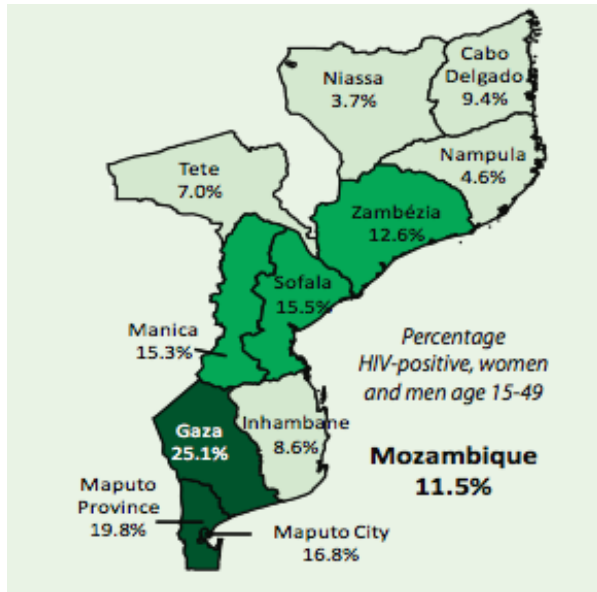 Cabo
Delgado
9.4%
Niassa
3.7%
Nampula
4.6%
Tete
7.0%
Zambézia
12.6%
Sofala
15.5%
Manica
15.3%
Percentage
HIV-positive, women
and men age 15-49
Inhambane
8.6%
Gaza
25.1%
Mozambique
11.5%
Maputo
Province
19.8%
Maputo City
16.8%